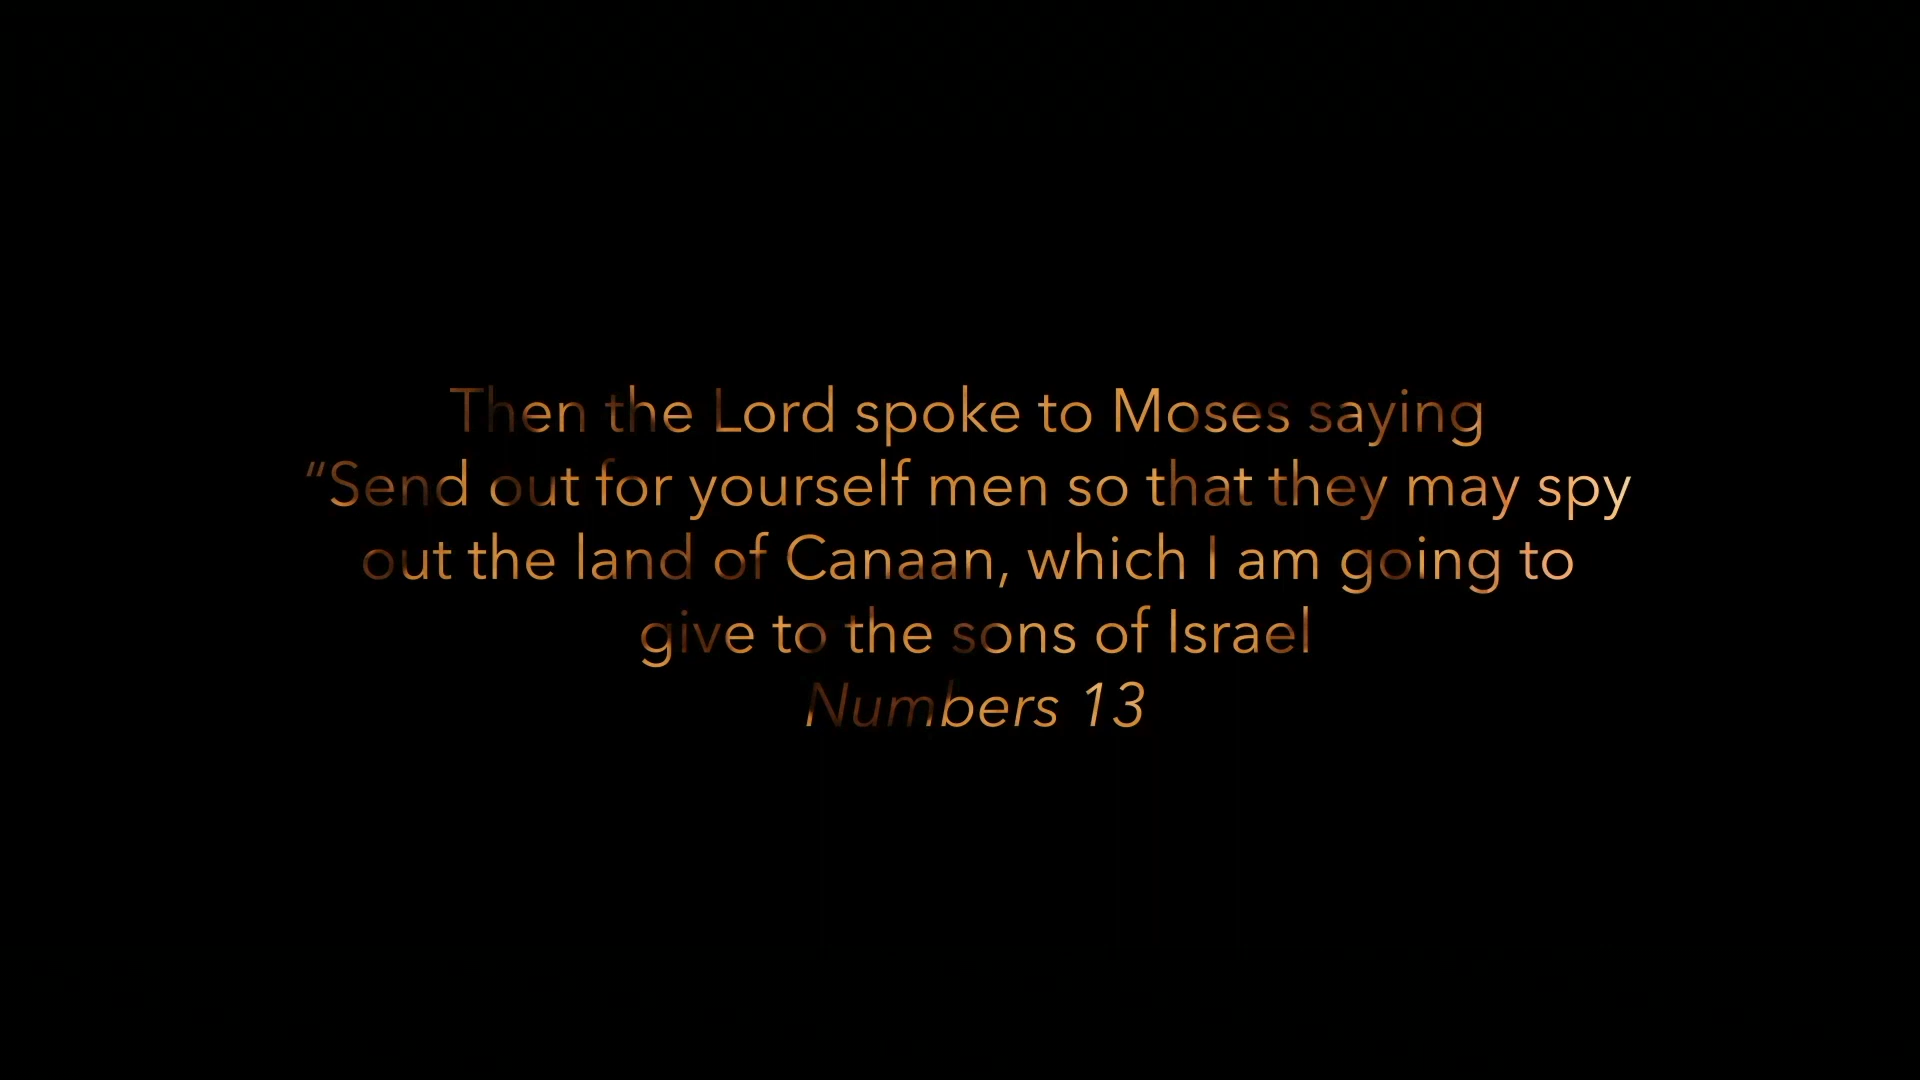 Then the Lord spoke to Moses saying
“Send out for yourself men so that they may spy
out the land of Canaan, which I am going to
give to the sons of Israel
Numbers 13